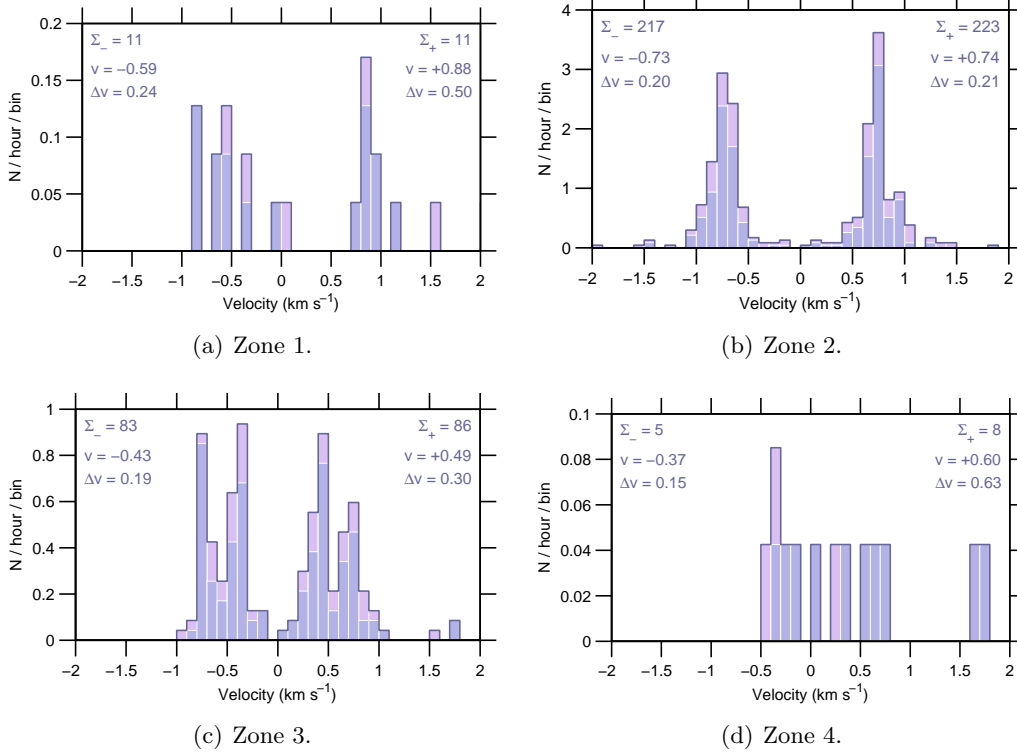 Σ₋ = 11
v = −0.59
Δv = 0.24
Σ₊ = 11
v = +0.88
Δv = 0.50
N / hour / bin
0.2
0.15
0.1
0.05
0
−2 −1.5 −1 −0.5 0 0.5 1 1.5 2
Velocity (km s⁻¹)
(a) Zone 1.
Σ₋ = 217
v = −0.73
Δv = 0.20
Σ₊ = 223
v = +0.74
Δv = 0.21
N / hour / bin
4
3
2
1
0
−2 −1.5 −1 −0.5 0 0.5 1 1.5 2
Velocity (km s⁻¹)
(b) Zone 2.
Σ₋ = 83
v = −0.43
Δv = 0.19
Σ₊ = 86
v = +0.49
Δv = 0.30
N / hour / bin
1
0.8
0.6
0.4
0.2
0
−2 −1.5 −1 −0.5 0 0.5 1 1.5 2
Velocity (km s⁻¹)
(c) Zone 3.
Σ₋ = 5
v = −0.37
Δv = 0.15
Σ₊ = 8
v = +0.60
Δv = 0.63
N / hour / bin
0.1
0.08
0.06
0.04
0.02
0
−2 −1.5 −1 −0.5 0 0.5 1 1.5 2
Velocity (km s⁻¹)
(d) Zone 4.